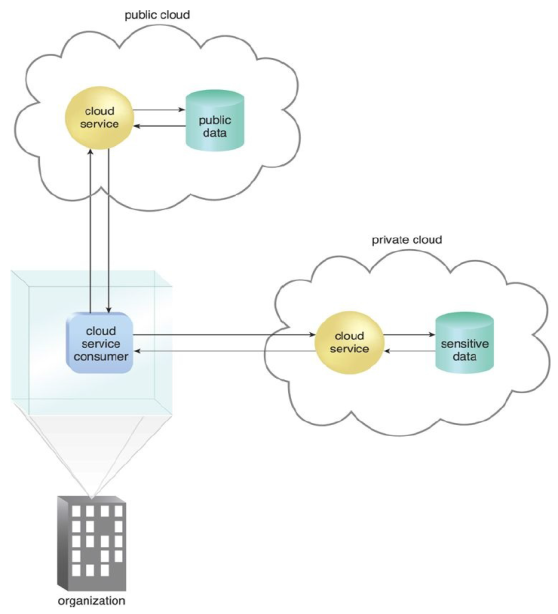 public cloud
cloud
service
public
data
private cloud
cloud
service
consumer
cloud
service
sensitive
data
organization